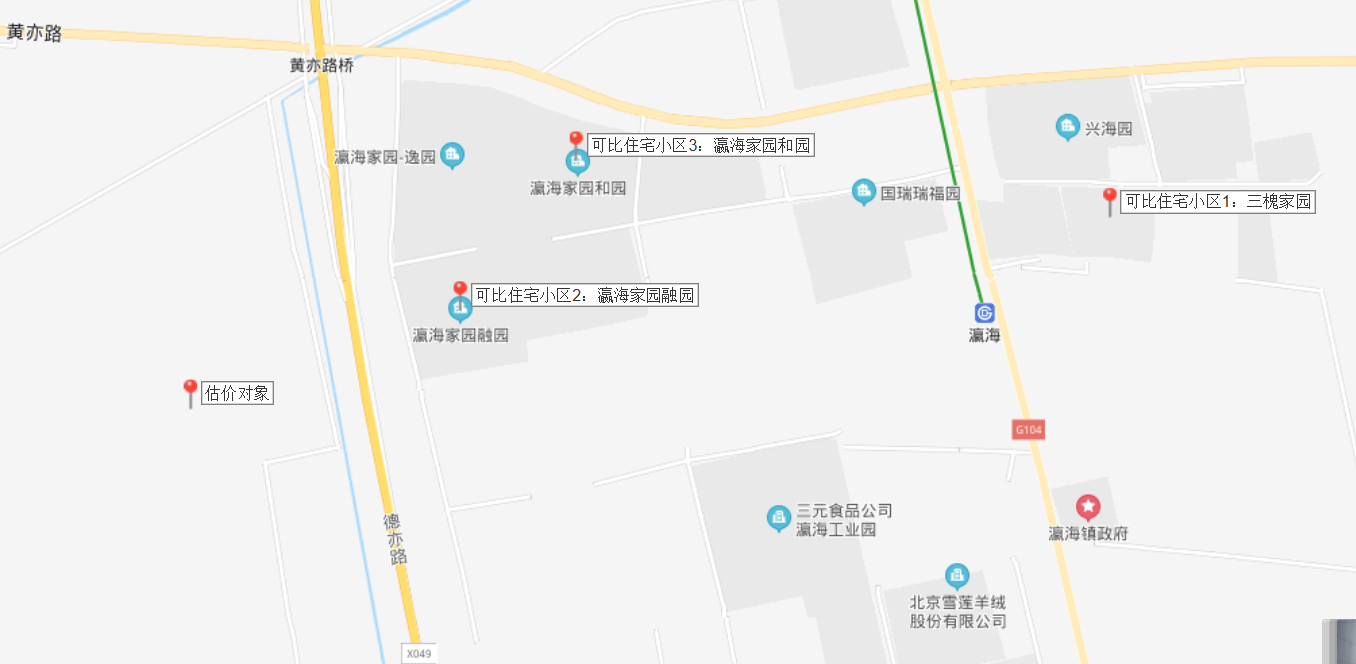 黄亦路
黄亦路桥
瀛海家园-逸园
可比住宅小区3：瀛海家园和园
瀛海家园和园
兴海园
国瑞瑞福园
可比住宅小区1：三槐家园
可比住宅小区2：瀛海家园融园
瀛海家园融园
瀛海
估价对象
G104
德亦路
三元食品公司
瀛海工业园
瀛海镇政府
北京雪莲羊绒
股份有限公司
X049